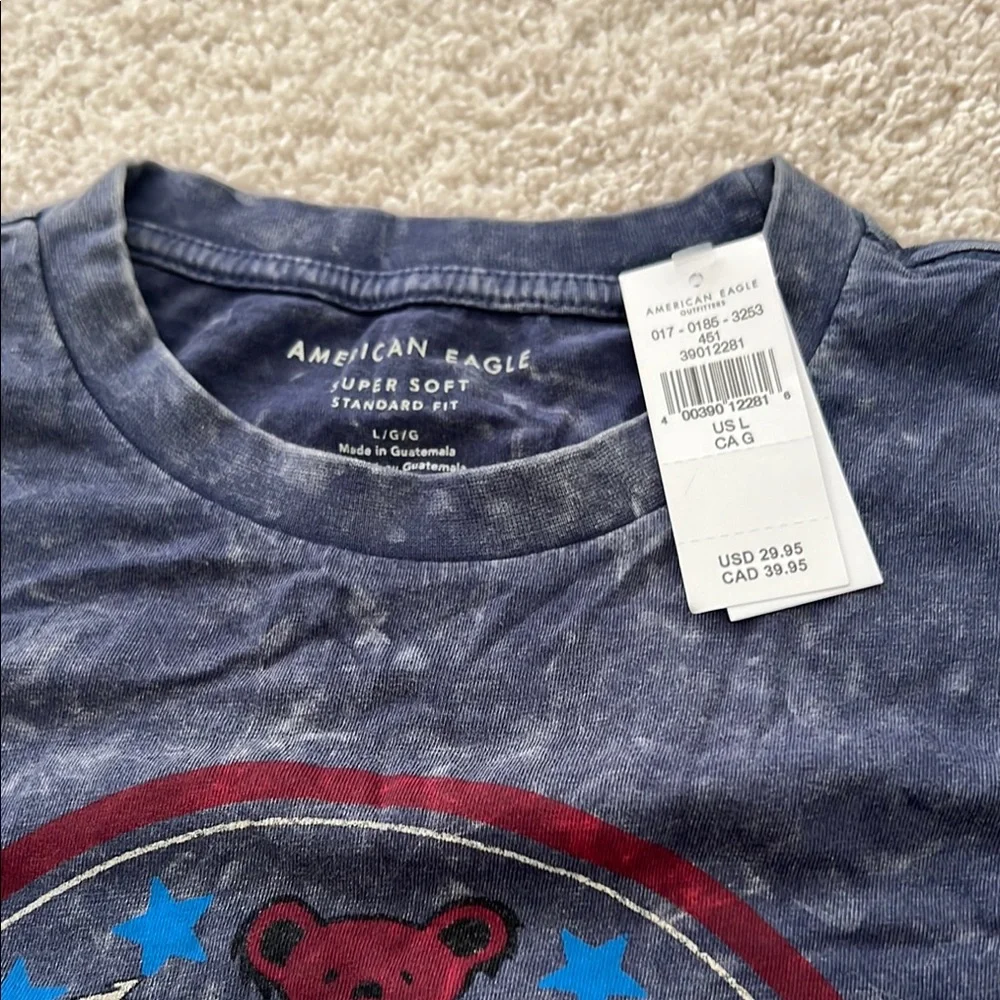 AMERICAN EAGLE
SUPER SOFT
STANDARD FIT
L/G/G
Made in Guatemala
Guatemala
AMERICAN EAGLE
OUTFITTERS
017 - 0185 - 3253
451
39012281
4 00390 12281 6
US L
CA G
USD 29.95
CAD 39.95